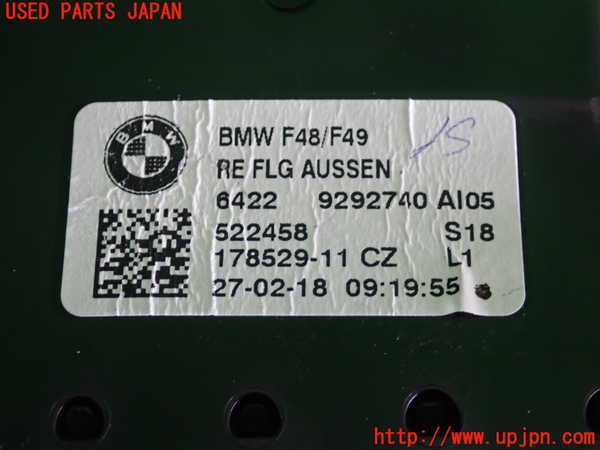 USED PARTS JAPAN
BMW
BMW F48/F49
RE FLG AUSSEN
6422 9292740 AI05
522458 S18
178529-11 CZ L1
27-02-18 09:19:55
http://www.upjpn.com/